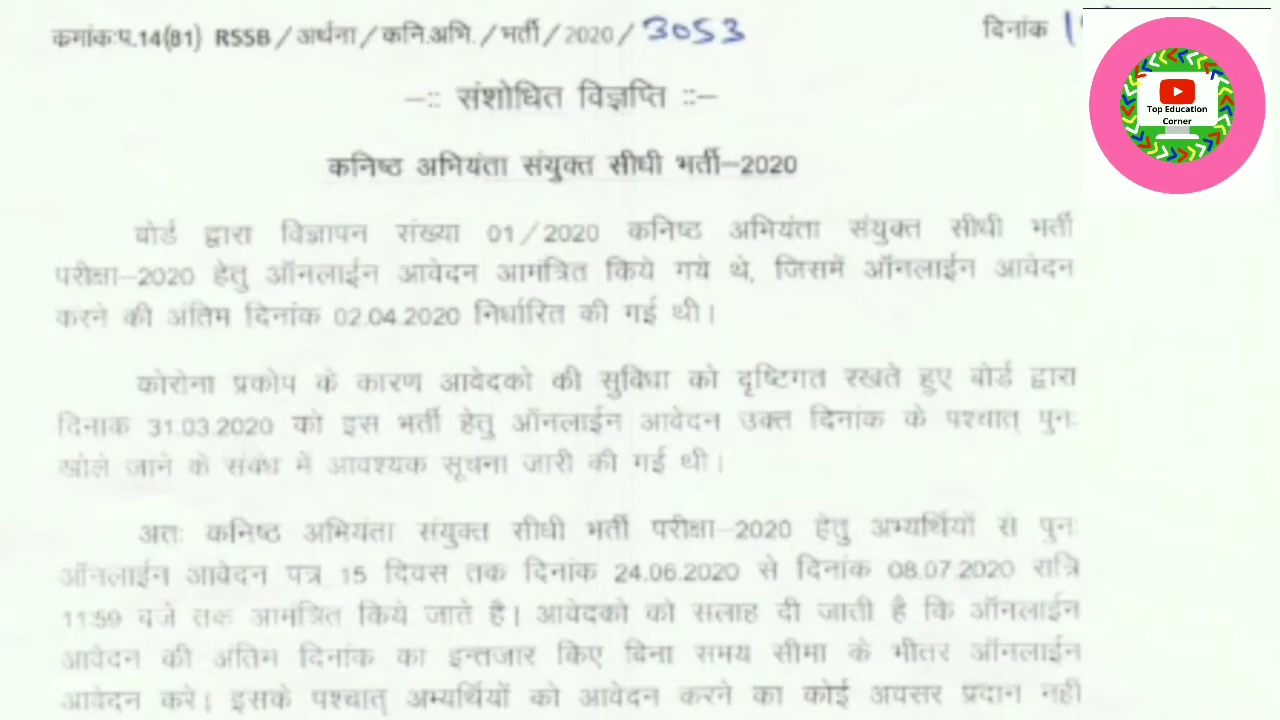 कमांक:प.14(81) RSSB/अर्थना/कनि.अभि./भर्ती/2020/3053 दिनांक
Top Education
Corner
–:: संशोधित विज्ञप्ति ::–
कनिष्ठ अभियंता संयुक्त सीधी भर्ती–2020
बोर्ड द्वारा विज्ञापन संख्या 01/2020 कनिष्ठ अभियंता संयुक्त सीधी भर्ती
परीक्षा–2020 हेतु ऑनलाईन आवेदन आमंत्रित किये गये थे, जिसमें ऑनलाईन आवेदन
करने की अंतिम दिनांक 02.04.2020 निर्धारित की गई थी।
कोरोना प्रकोप के कारण आवेदको की सुविधा को दृष्टिगत रखते हुए बोर्ड द्वारा
दिनाक 31.03.2020 को इस भर्ती हेतु ऑनलाईन आवेदन उक्त दिनांक के पश्चात् पुन:
खोले जाने के संबंध में आवश्यक सूचना जारी की गई थी।
अतः कनिष्ठ अभियंता संयुक्त सीधी भर्ती परीक्षा–2020 हेतु अभ्यर्थियों से पुन
ऑनलाईन आवेदन पत्र 15 दिवस तक दिनांक 24.06.2020 से दिनांक 08.07.2020 रात्रि
11:59 बजे तक आमंत्रित किये जाते है। आवेदको को सलाह दी जाती है कि ऑनलाईन
आवेदन की अंतिम दिनांक का इन्तजार किए बिना समय सीमा के भीतर ऑनलाईन
आवेदन करे। इसके पश्चात् अभ्यर्थियों को आवेदन करने का कोई अवसर प्रदान नहीं